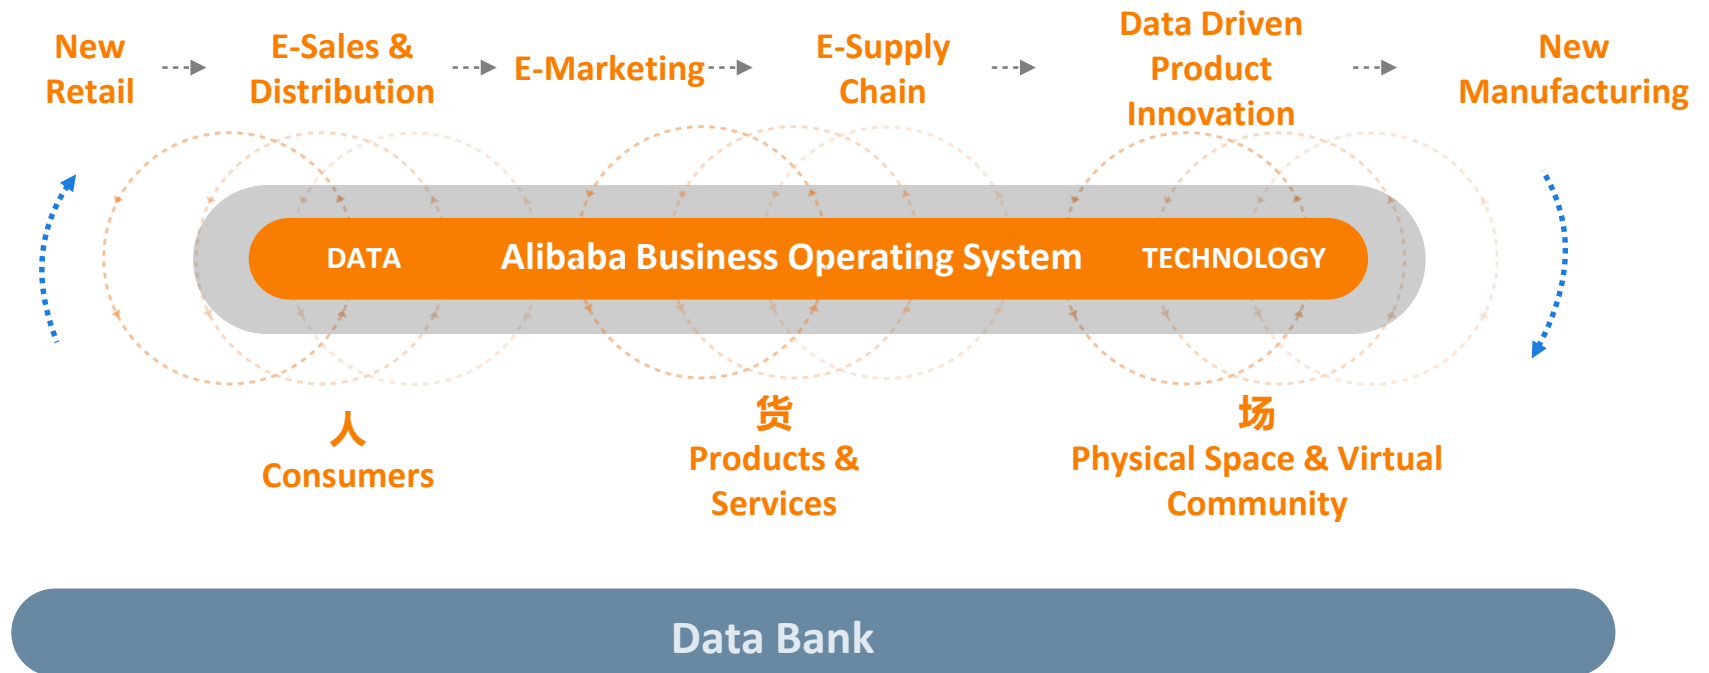 New
Retail
E-Sales &
Distribution
E-Marketing
E-Supply
Chain
Data Driven
Product
Innovation
New
Manufacturing
DATA
Alibaba Business Operating System
TECHNOLOGY
人
Consumers
货
Products &
Services
场
Physical Space & Virtual
Community
Data Bank